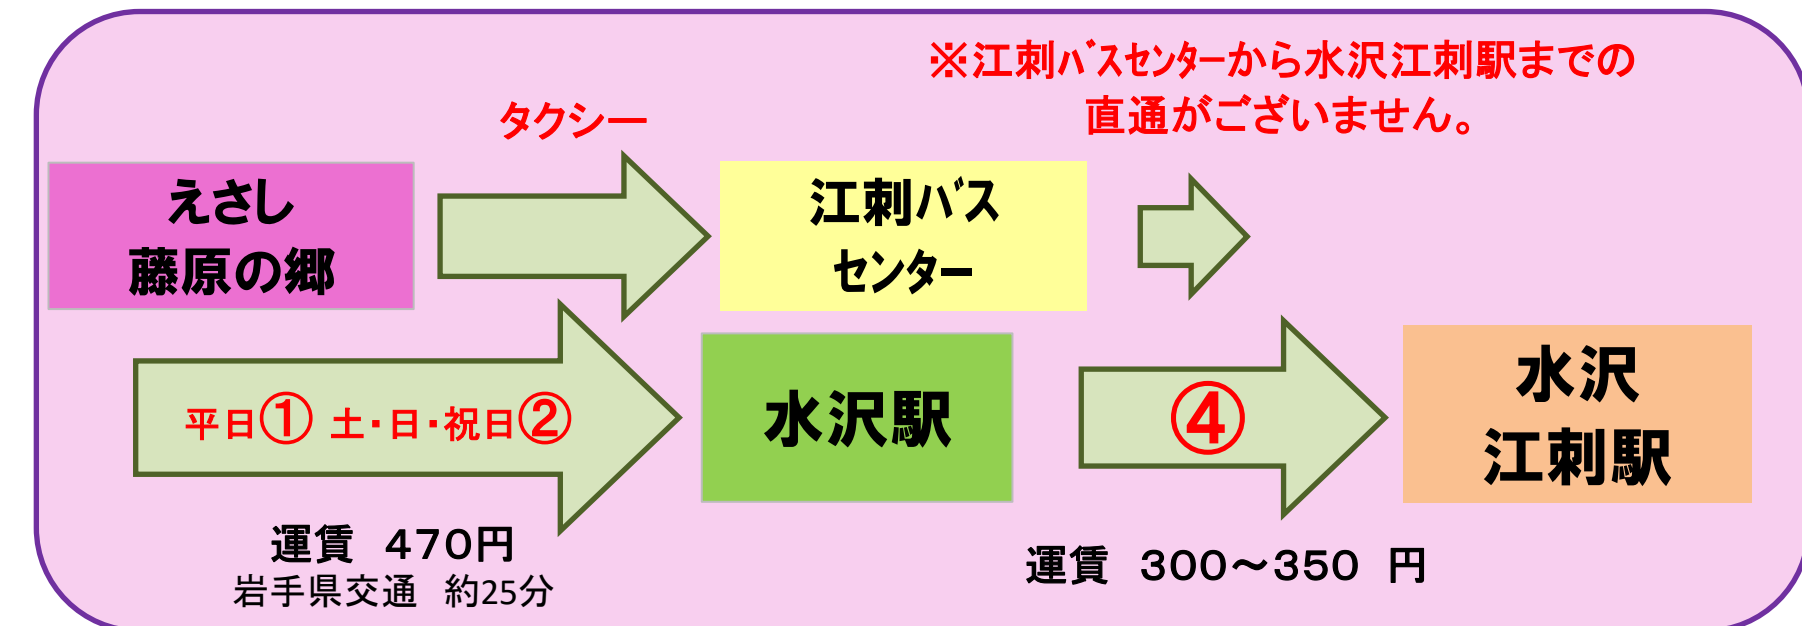 ※江刺ﾊﾞｽｾﾝﾀｰから水沢江刺駅までの
直通がございません。
タクシー
えさし
藤原の郷
江刺ﾊﾞｽ
センター
平日① 土・日・祝日②
水沢駅
④
水沢
江刺駅
運賃　４７０円
岩手県交通　約25分
運賃　３００～３５０　円